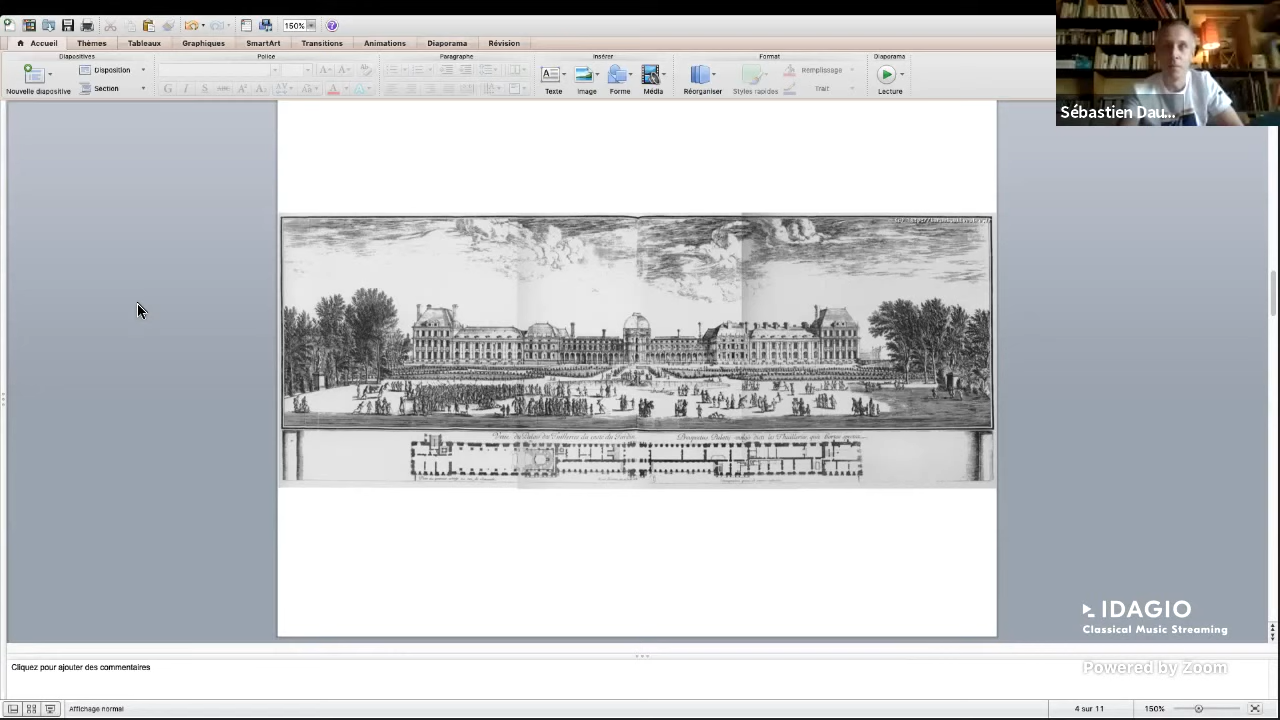 150%
Accueil
Thèmes
Tableaux
Graphiques
SmartArt
Transitions
Animations
Diaporama
Révision
Diapositives
Police
Paragraphe
Insérer
Format
Diaporama
Disposition
Section
Nouvelle diapositive
G
I
S
Texte
Image
Forme
Média
Réorganiser
Styles rapides
Remplissage
Trait
Lecture
Sébastien Dau...
IDAGIO
Classical Music Streaming
Powered by Zoom
Cliquez pour ajouter des commentaires
Affichage normal
4 sur 11
150%